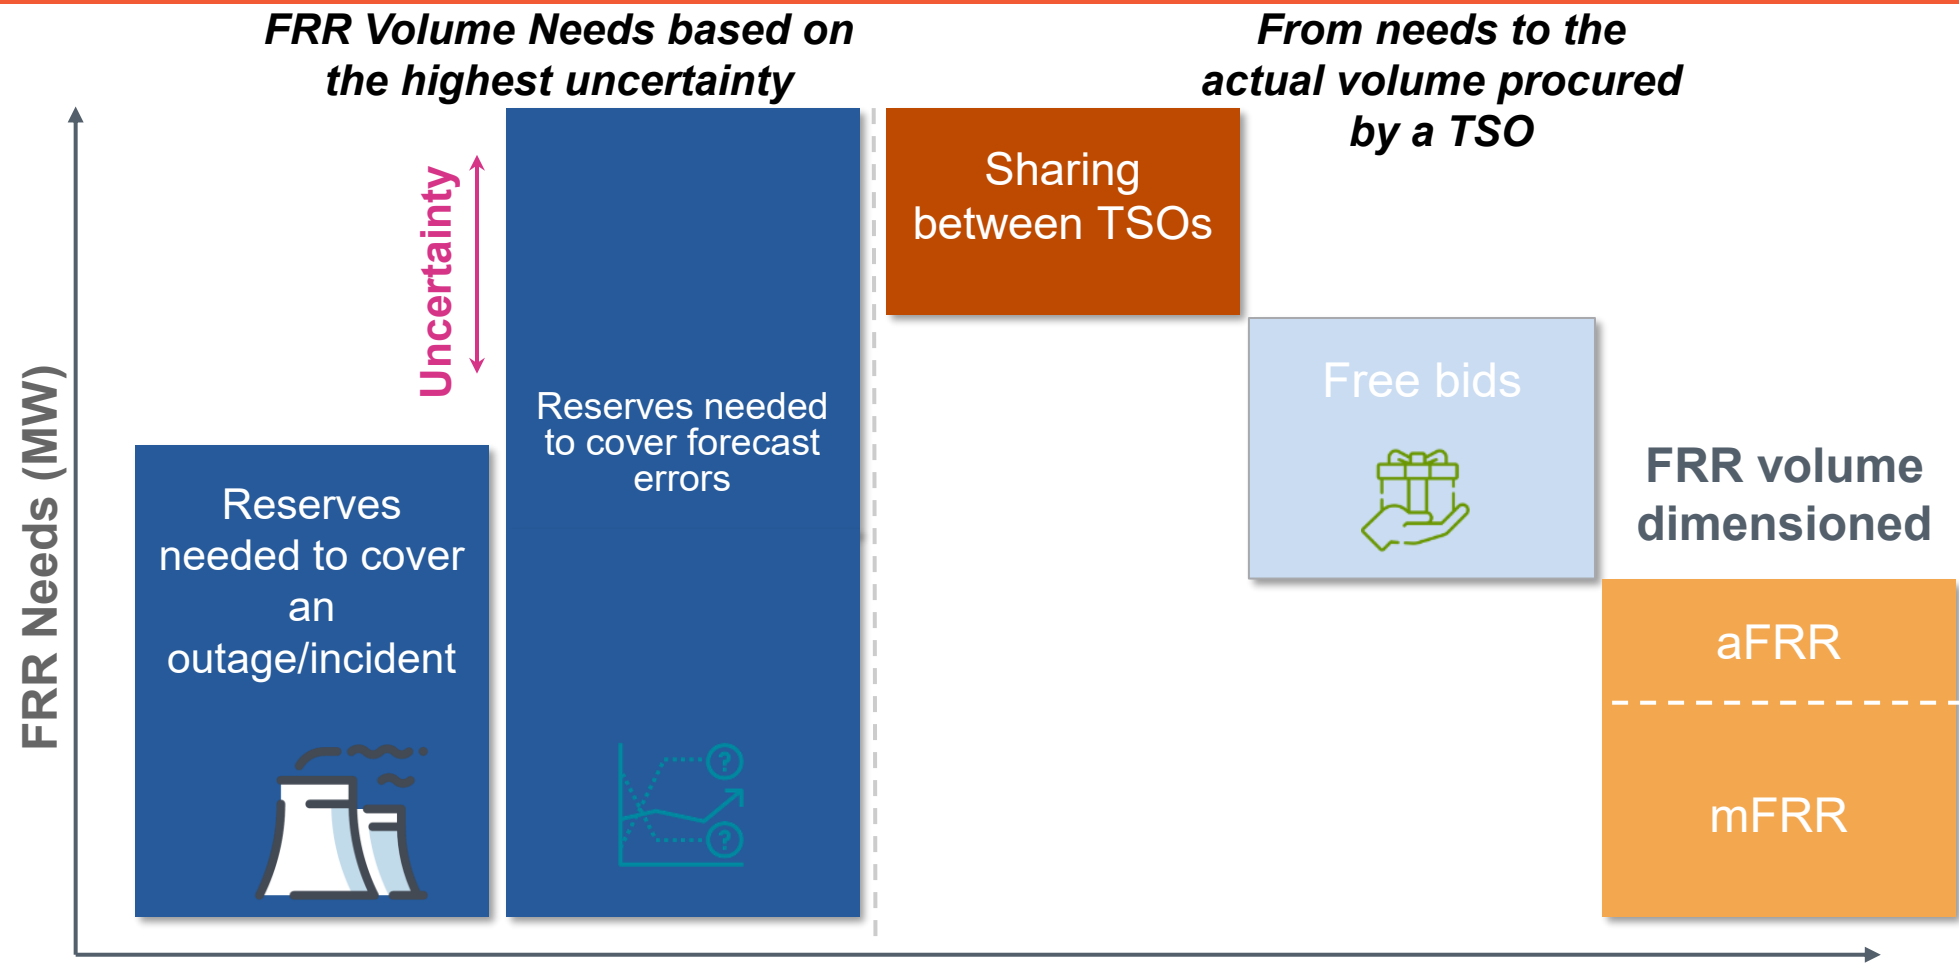 FRR Volume Needs based on
the highest uncertainty
From needs to the
actual volume procured
by a TSO
FRR Needs (MW)
Uncertainty
Reserves
needed to cover
an
outage/incident
Reserves needed
to cover forecast
errors
?
?
Sharing
between TSOs
Free bids
FRR volume
dimensioned
aFRR
mFRR